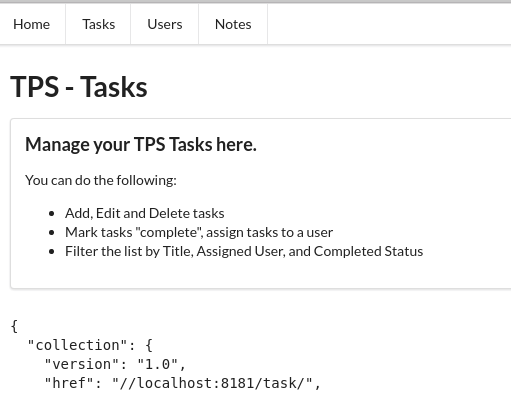 Home Tasks Users Notes
TPS - Tasks
Manage your TPS Tasks here.
You can do the following:
• Add, Edit and Delete tasks
• Mark tasks "complete", assign tasks to a user
• Filter the list by Title, Assigned User, and Completed Status
{
  "collection": {
    "version": "1.0",
    "href": "//localhost:8181/task/",